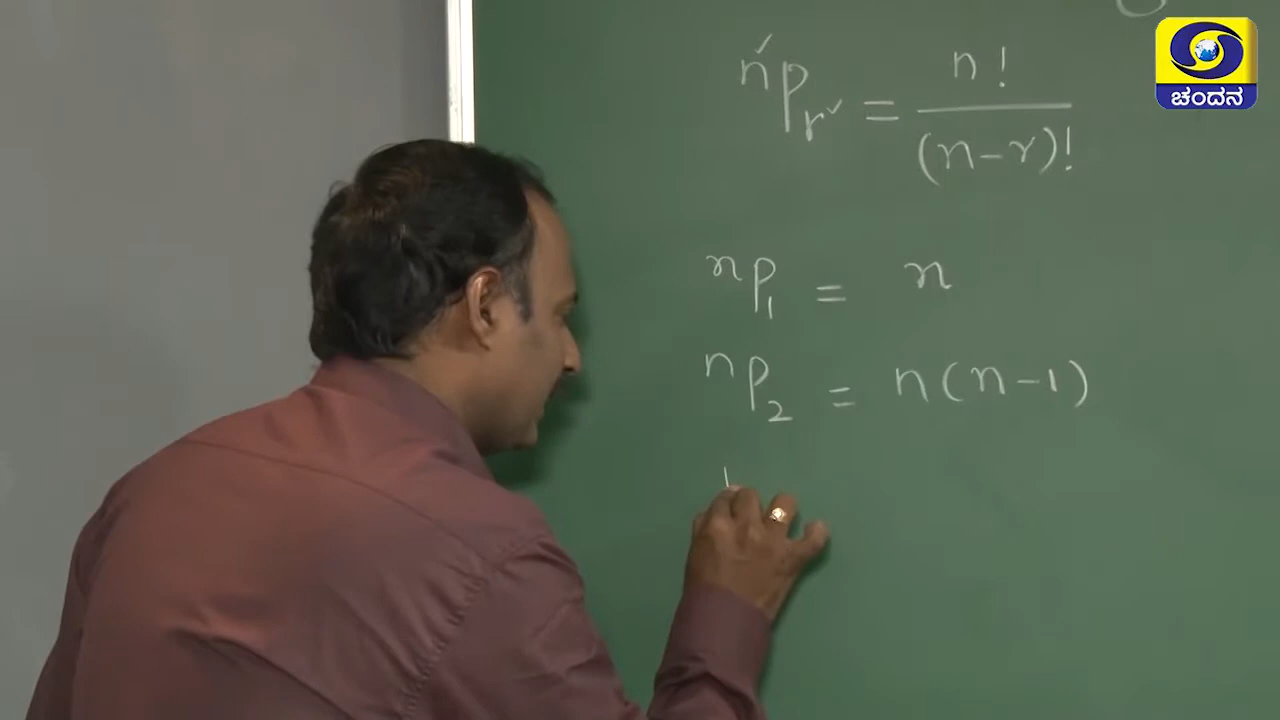 ಚಂದನ
ⁿPᵣ = n! / (n-r)!
ⁿP₁ = n
ⁿP₂ = n(n-1)